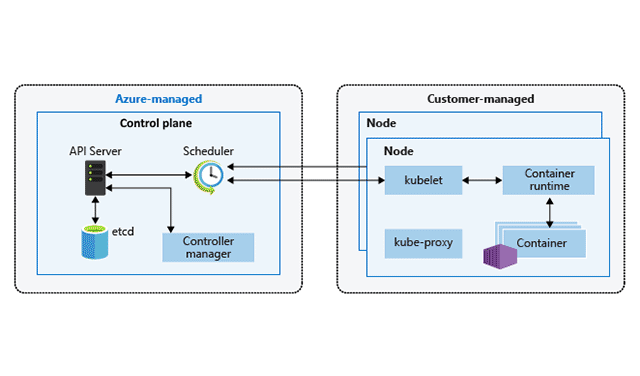 Azure-managed
Control plane
API Server
Scheduler
etcd
Controller
manager
Customer-managed
Node
Node
kubelet
Container
runtime
kube-proxy
Container